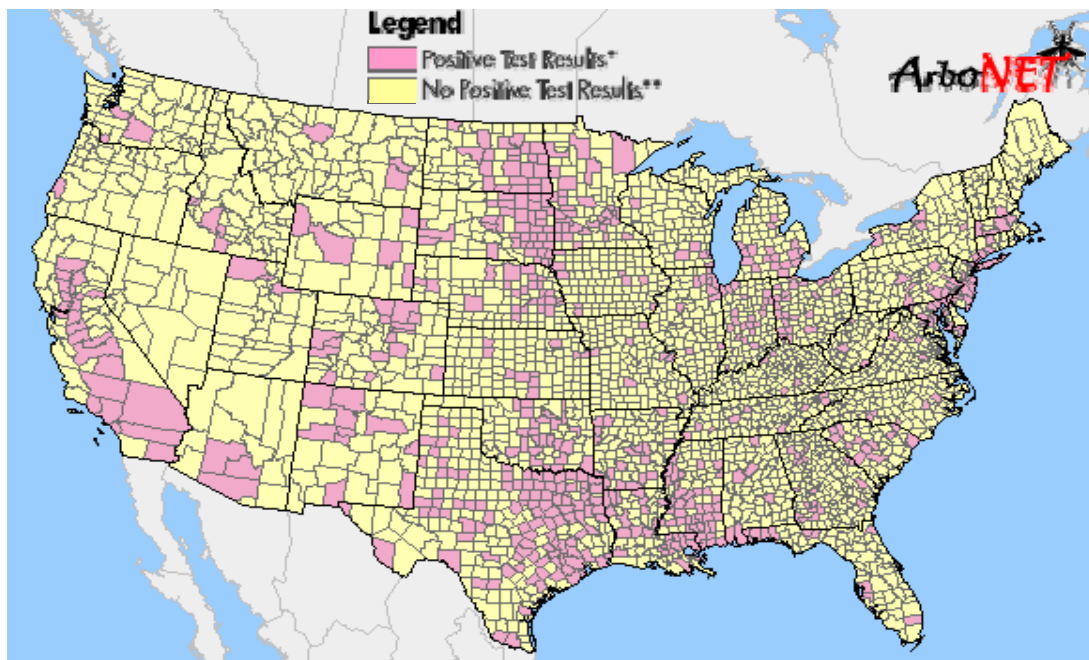 Legend
Positive Test Results*
No Positive Test Results**
ArboNET